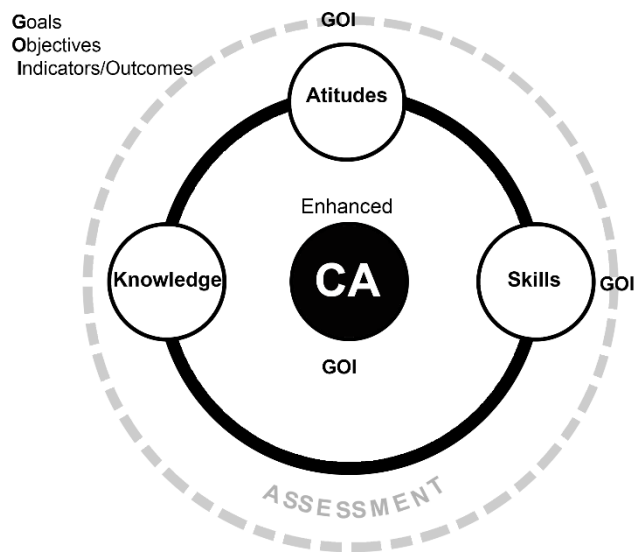 Goals
Objectives
Indicators/Outcomes
GOI
Atitudes
Enhanced
CA
Knowledge
Skills
GOI
GOI
ASSESSMENT